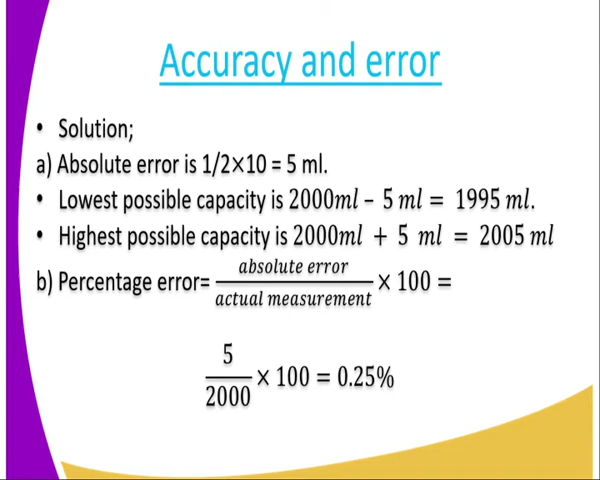 Accuracy and error
• Solution;
a) Absolute error is 1/2×10 = 5 ml.
• Lowest possible capacity is 2000ml – 5 ml = 1995 ml.
• Highest possible capacity is 2000ml + 5 ml = 2005 ml
b) Percentage error= absolute error / actual measurement × 100 =
5 / 2000 × 100 = 0.25%